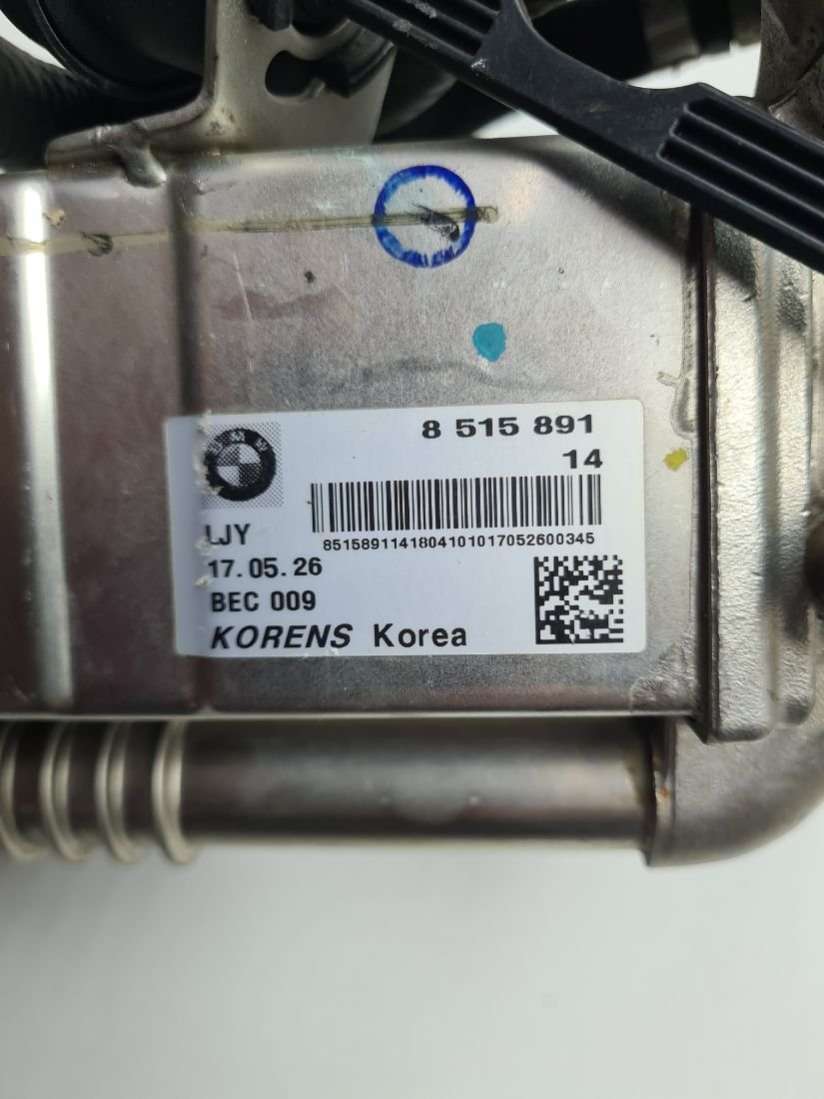 8 515 891
14
8515891141804101017052600345
LJY
17.05.26
BEC 009
KORENS Korea